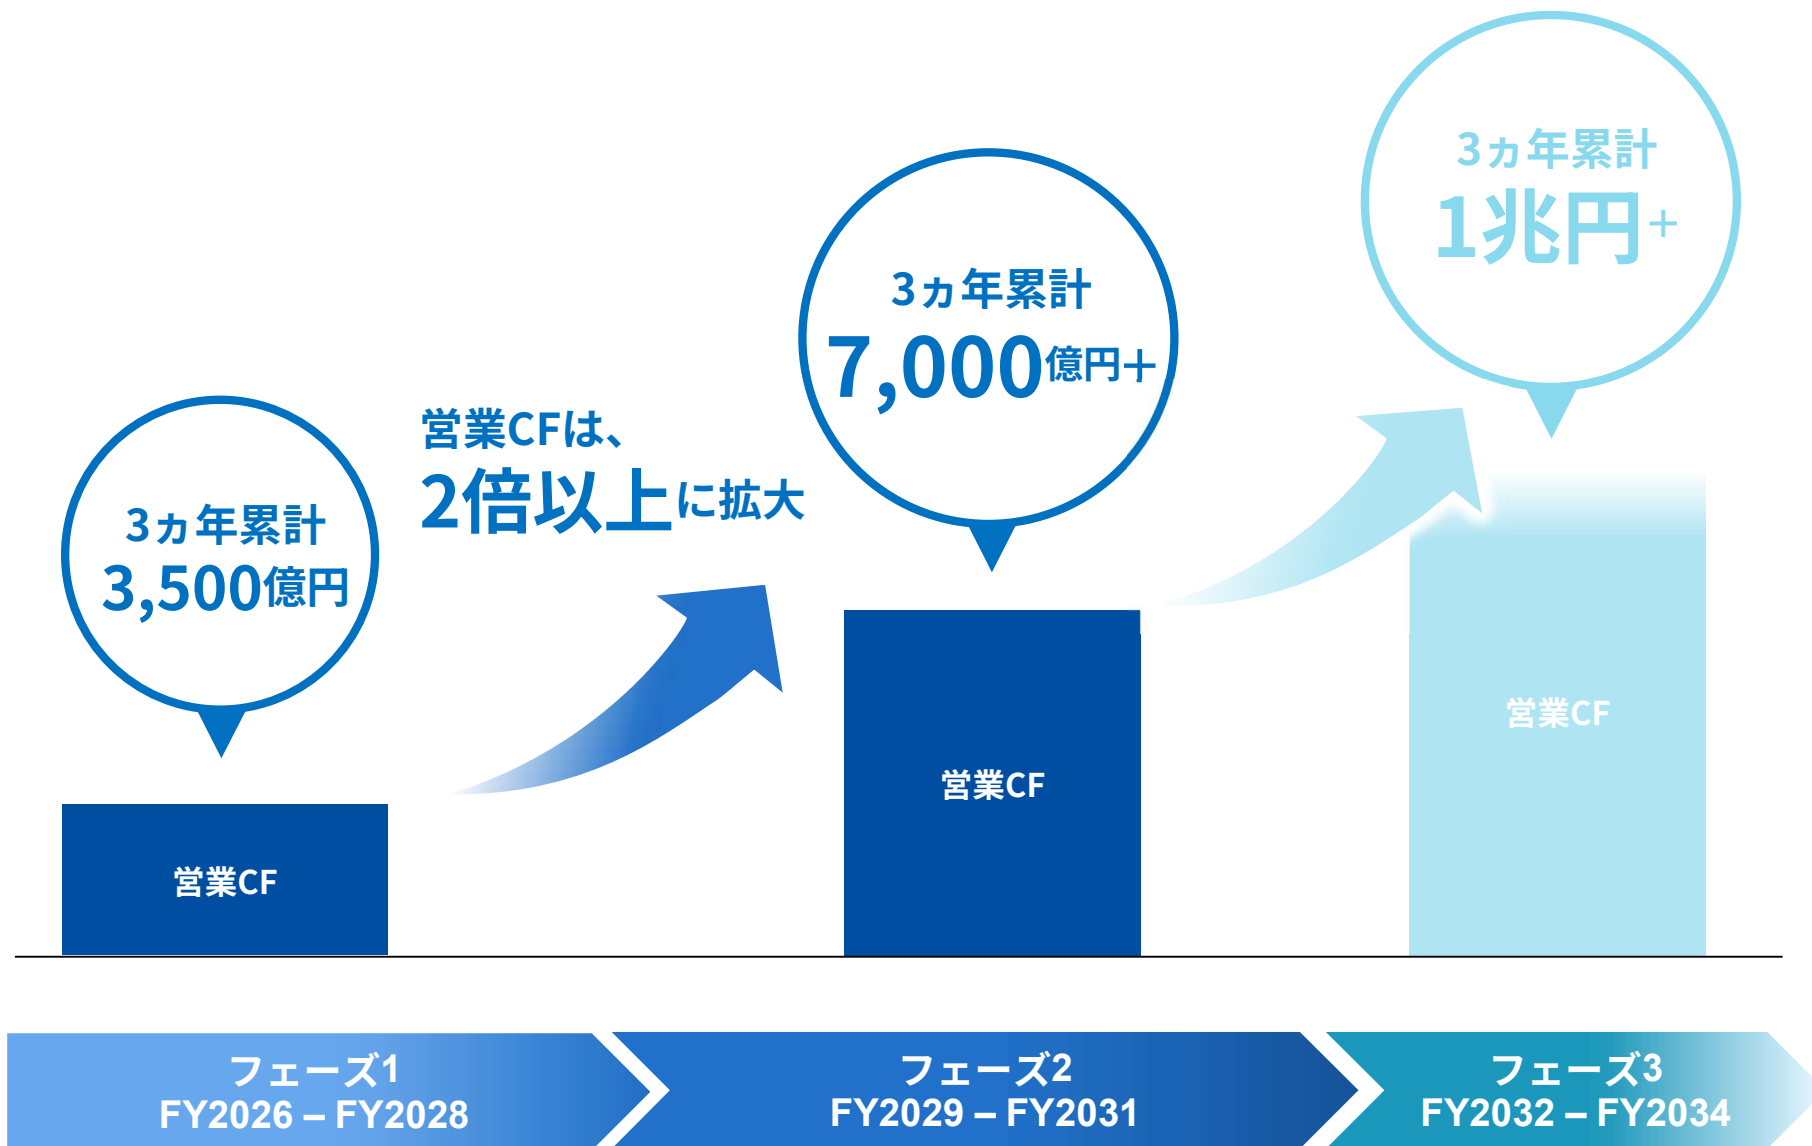 3ヵ年累計
3,500億円
営業CF
営業CFは、
2倍以上に拡大
3ヵ年累計
7,000億円＋
営業CF
3ヵ年累計
1兆円＋
営業CF
フェーズ1
FY2026 – FY2028
フェーズ2
FY2029 – FY2031
フェーズ3
FY2032 – FY2034